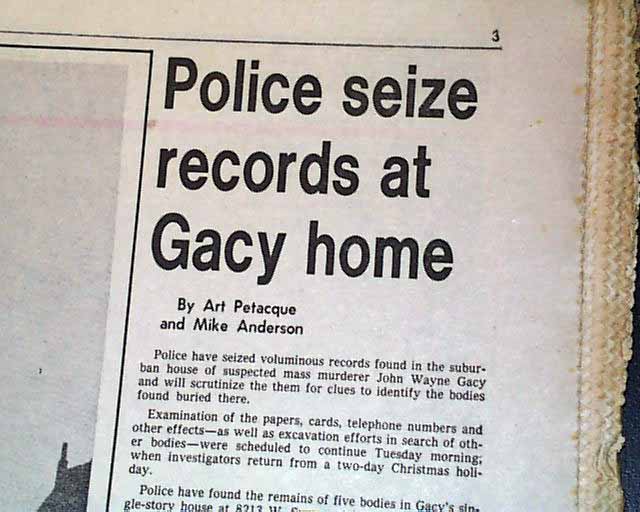 3
Police seize
records at
Gacy home
By Art Petacque
and Mike Anderson
Police have seized voluminous records found in the subur-
ban house of suspected mass murderer John Wayne Gacy
and will scrutinize the them for clues to identify the bodies
found buried there.
Examination of the papers, cards, telephone numbers and
other effects—as well as excavation efforts in search of oth-
er bodies—were scheduled to continue Tuesday morning,
when investigators return from a two-day Christmas holi-
day.
Police have found the remains of five bodies in Gacy's sin-
gle-story house at 8213 W.